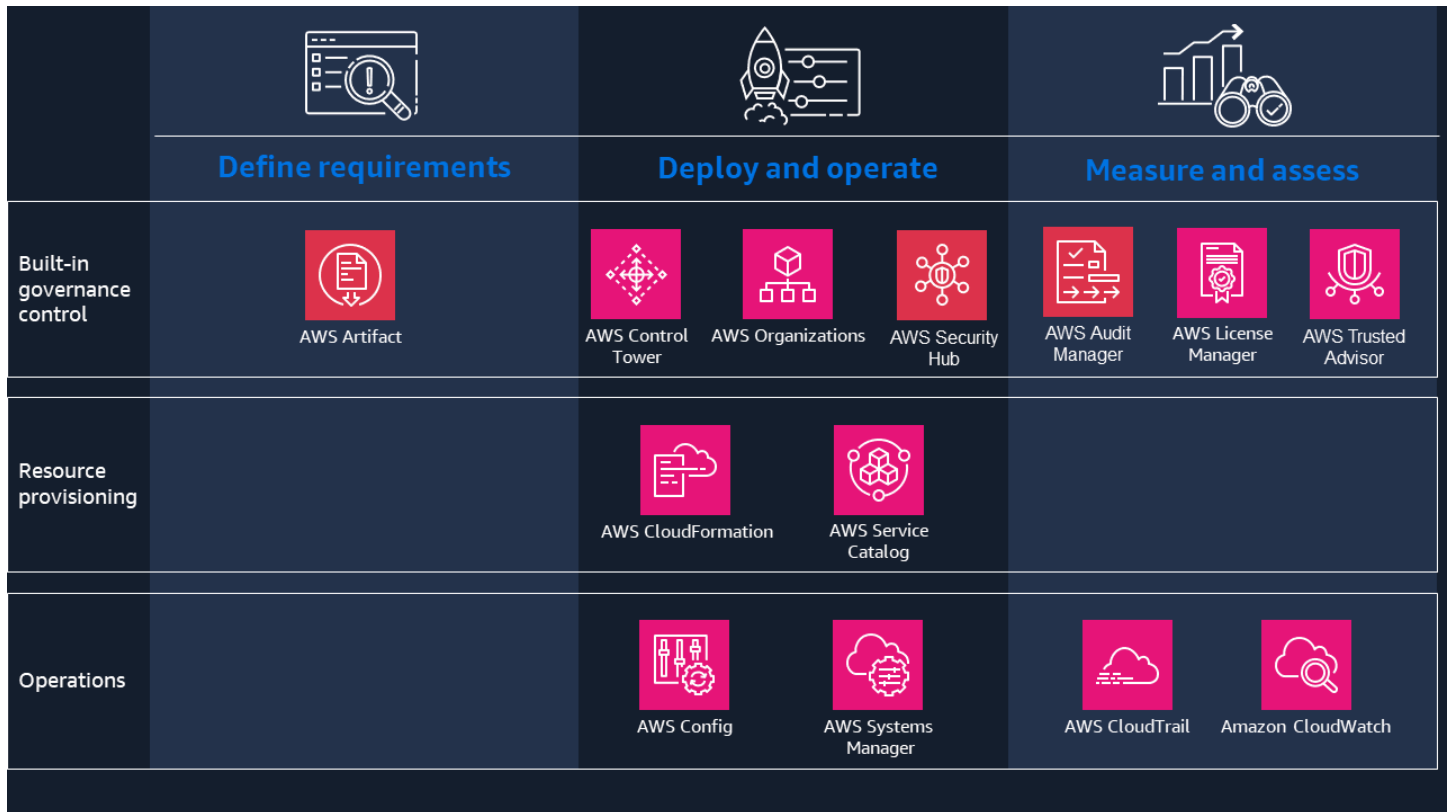 Define requirements
Deploy and operate
Measure and assess
Built-in
governance
control
AWS Artifact
AWS Control
Tower
AWS Organizations
AWS Security
Hub
AWS Audit
Manager
AWS License
Manager
AWS Trusted
Advisor
Resource
provisioning
AWS CloudFormation
AWS Service
Catalog
Operations
AWS Config
AWS Systems
Manager
AWS CloudTrail
Amazon CloudWatch